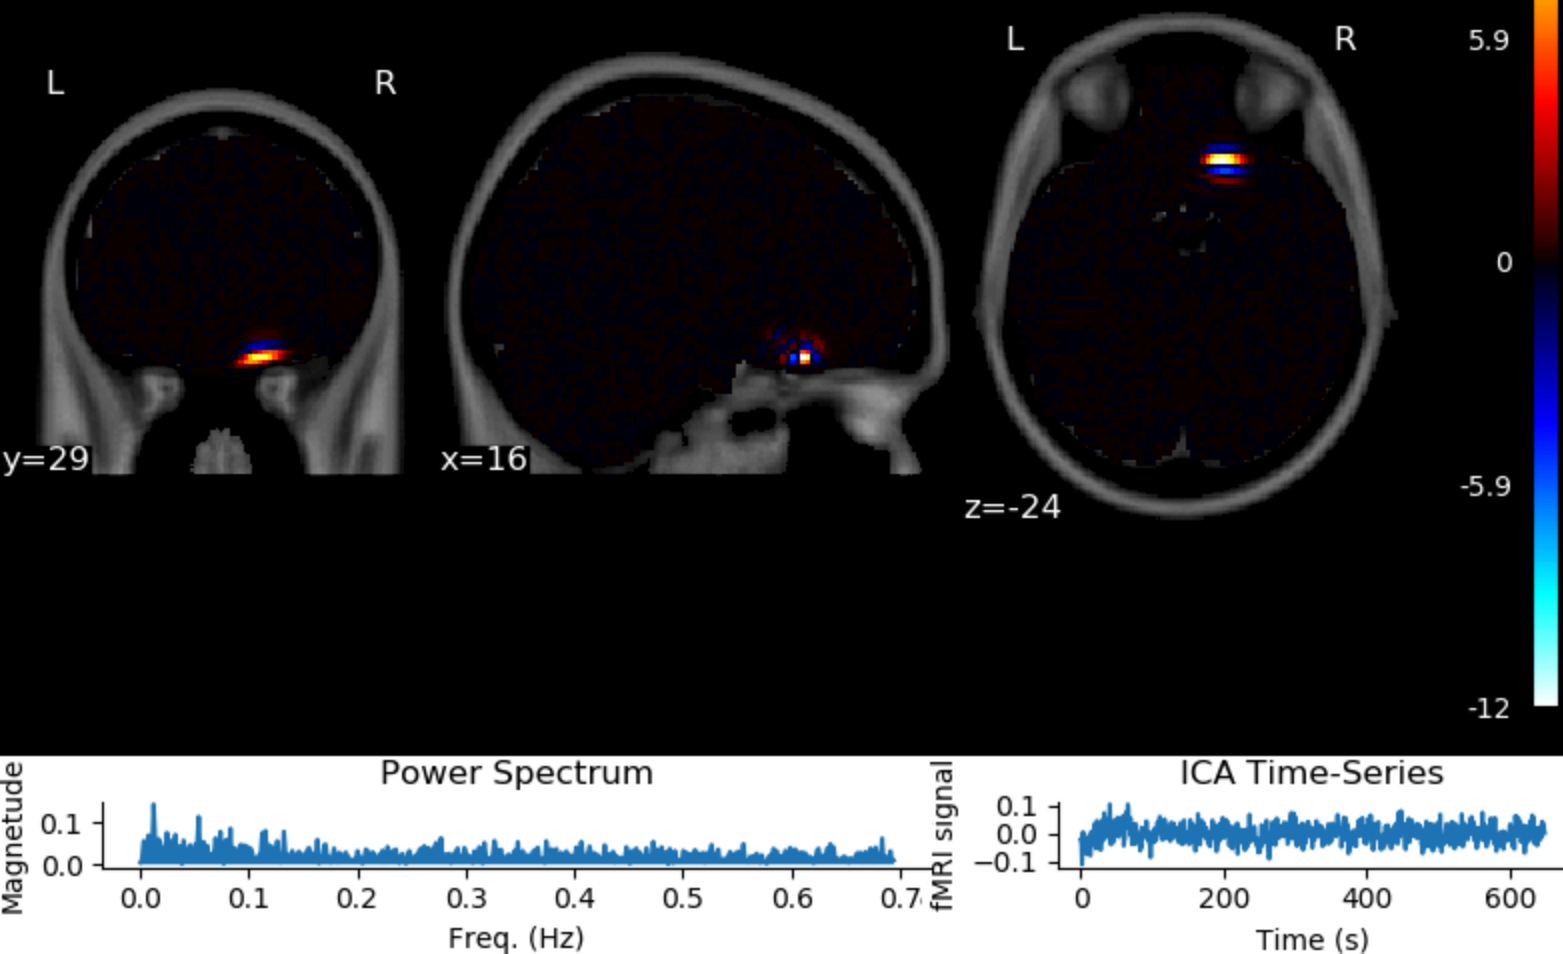 L R
y=29
x=16
L R
z=-24
5.9
0
-5.9
-12
Power Spectrum
Magnetude
0.1
0.0
0.0 0.1 0.2 0.3 0.4 0.5 0.6 0.7
Freq. (Hz)
ICA Time-Series
fMRI signal
0.1
0.0
−0.1
0 200 400 600
Time (s)